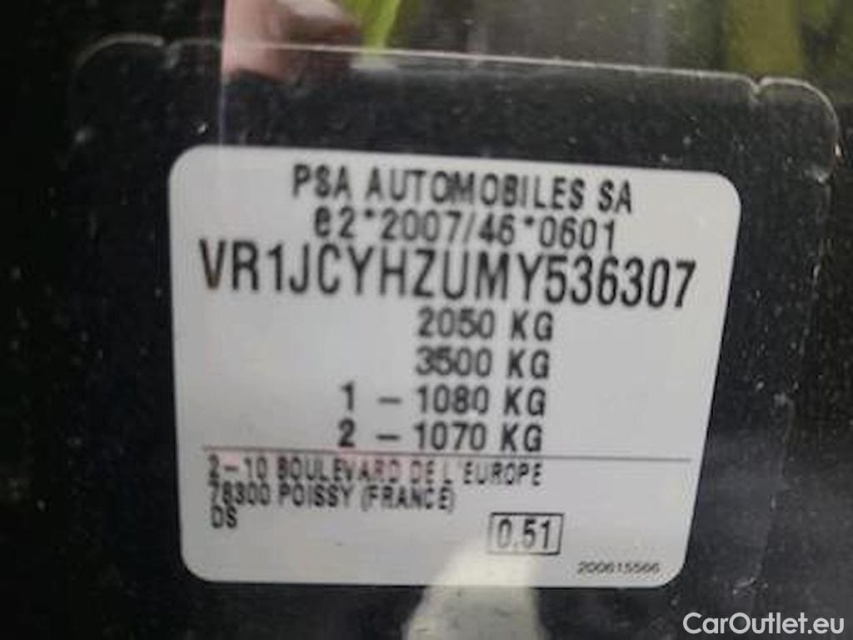 PSA AUTOMOBILES SA
e2*2007/46*0601
VR1JCYHZUMY536307
2050 KG
3500 KG
1 - 1080 KG
2 - 1070 KG
2-10 BOULEVARD DE L'EUROPE
78300 POISSY (FRANCE)
DS
0.51
200615566
CarOutlet.eu